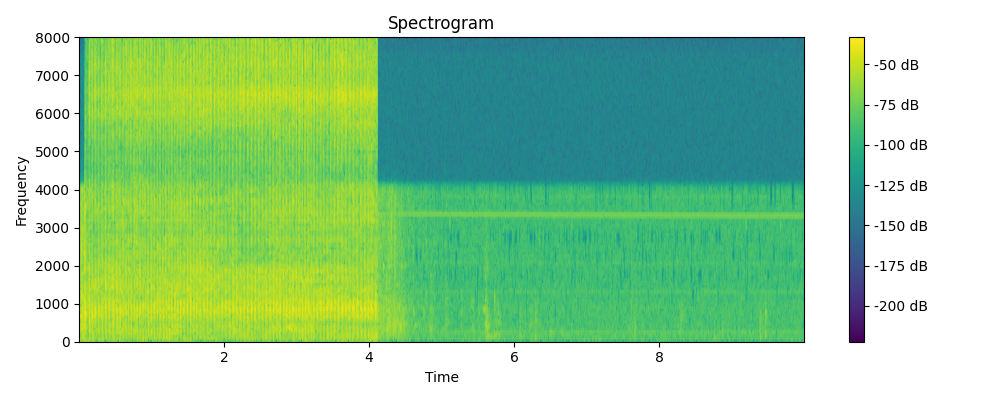 Spectrogram
8000
7000
6000
5000
4000
3000
2000
1000
0
Frequency
2
4
6
8
Time
-50 dB
-75 dB
-100 dB
-125 dB
-150 dB
-175 dB
-200 dB